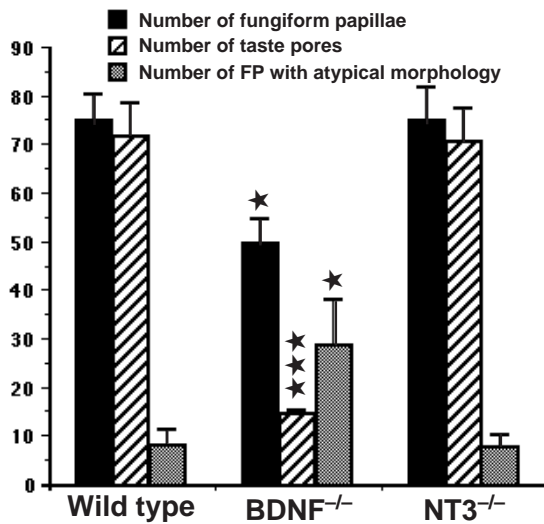 Number of fungiform papillae
Number of taste pores
Number of FP with atypical morphology
90
80
70
60
50
40
30
20
10
0
Wild type BDNF⁻/⁻ NT3⁻/⁻